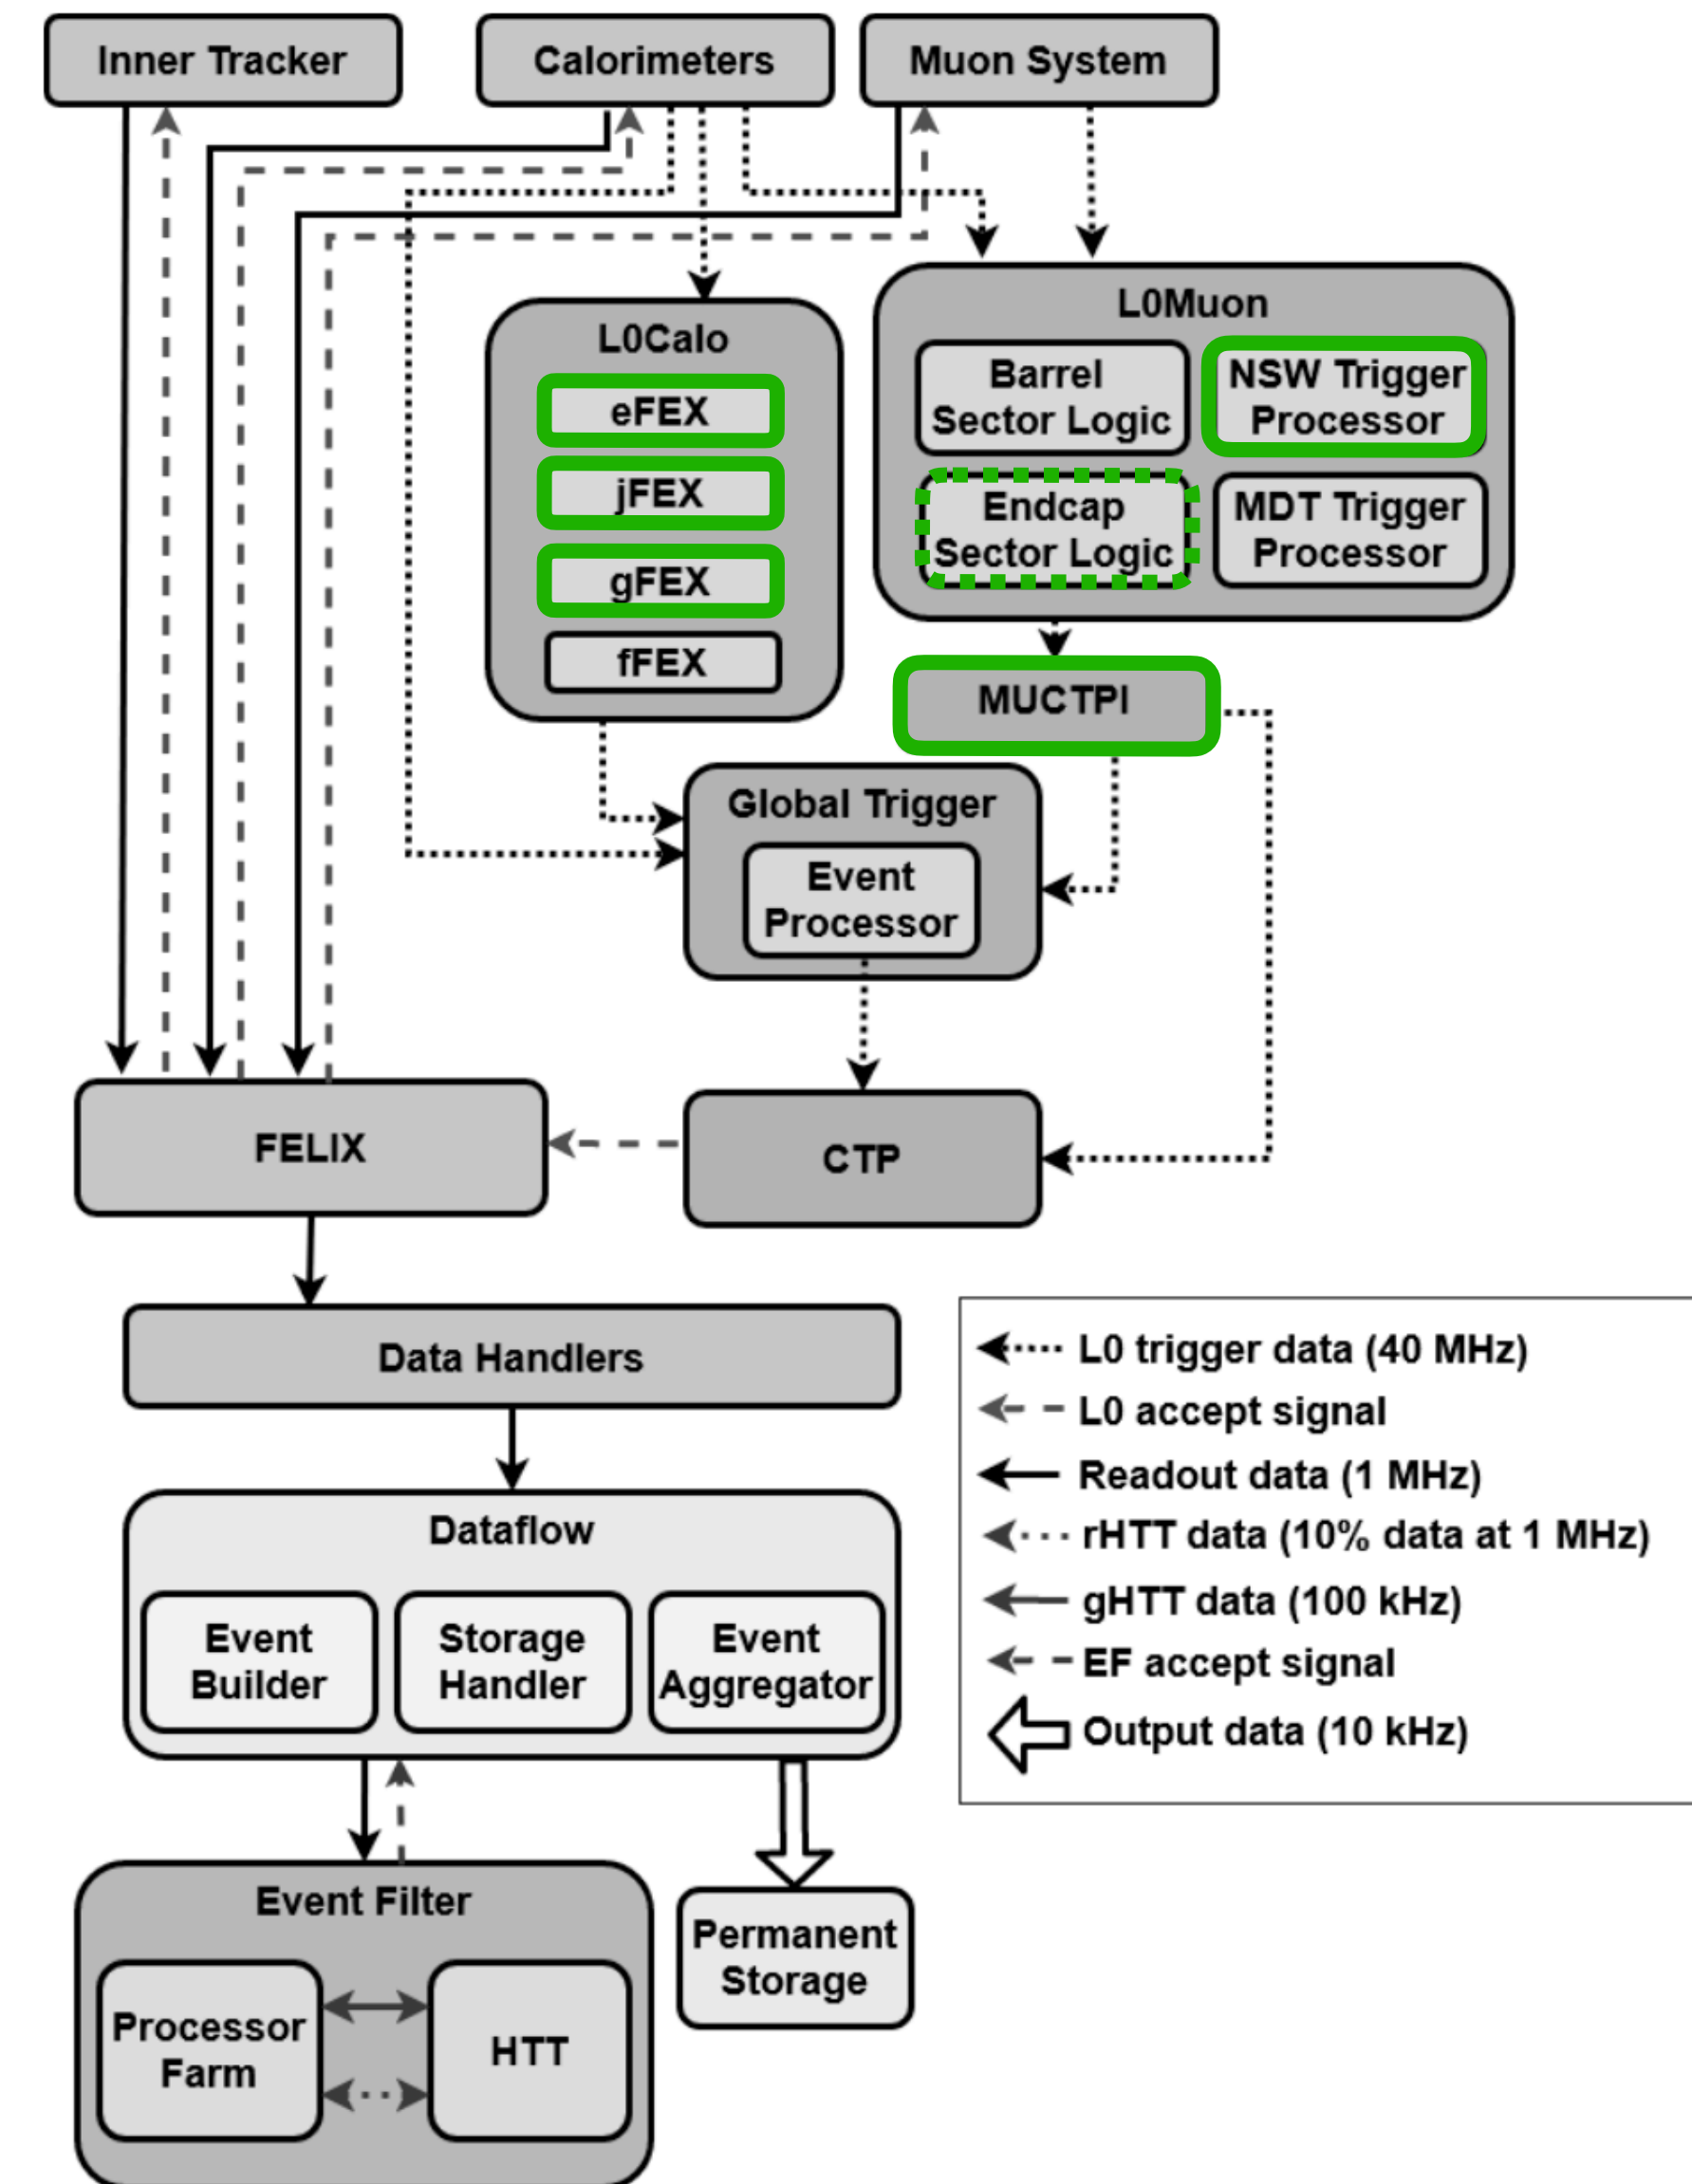 Inner Tracker
Calorimeters
Muon System
L0Calo
eFEX
jFEX
gFEX
fFEX
L0Muon
Barrel
Sector Logic
NSW Trigger
Processor
Endcap
Sector Logic
MDT Trigger
Processor
MUCTPI
Global Trigger
Event
Processor
FELIX
CTP
Data Handlers
Dataflow
Event
Builder
Storage
Handler
Event
Aggregator
Event Filter
Processor
Farm
HTT
Permanent
Storage
L0 trigger data (40 MHz)
L0 accept signal
Readout data (1 MHz)
rHTT data (10% data at 1 MHz)
gHTT data (100 kHz)
EF accept signal
Output data (10 kHz)